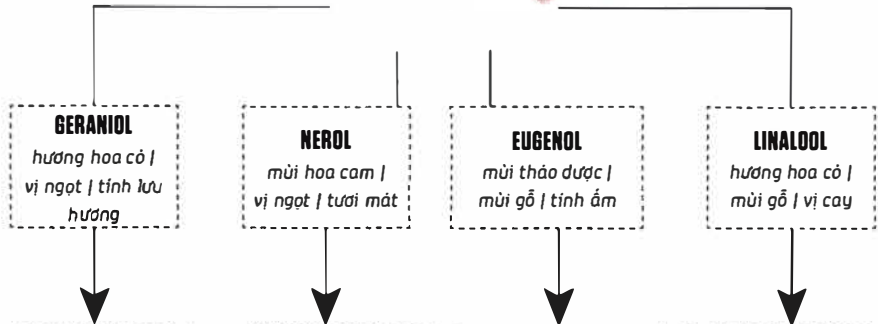 GERANIOL
hương hoa cỏ |
vị ngọt | tính lưu
hương
NEROL
mùi hoa cam |
vị ngọt | tươi mát
EUGENOL
mùi thảo dược |
mùi gỗ | tính ấm
LINALOOL
hương hoa cỏ |
mùi gỗ | vị cay